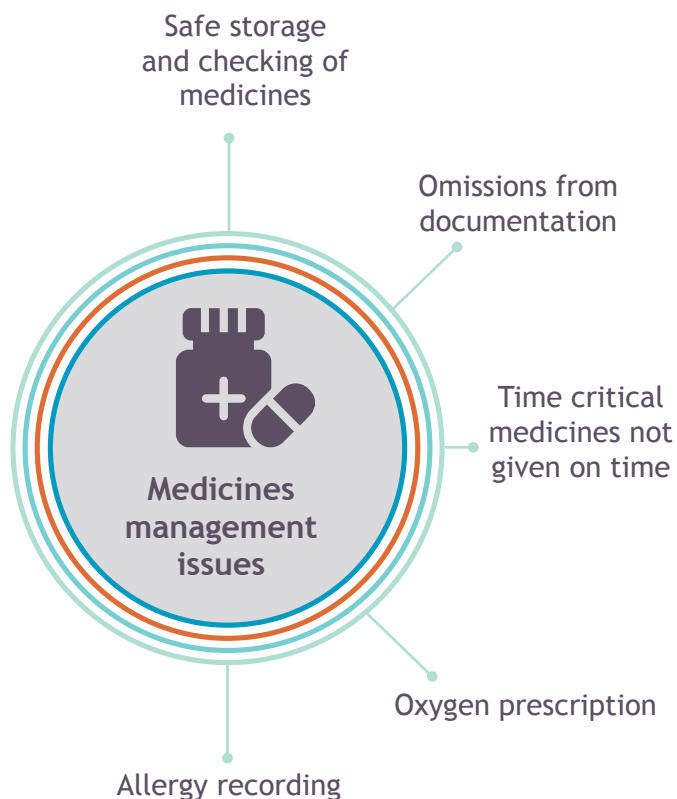 Safe storage
and checking of
medicines
Omissions from
documentation
Time critical
medicines not
given on time
Medicines
management
issues
Oxygen prescription
Allergy recording